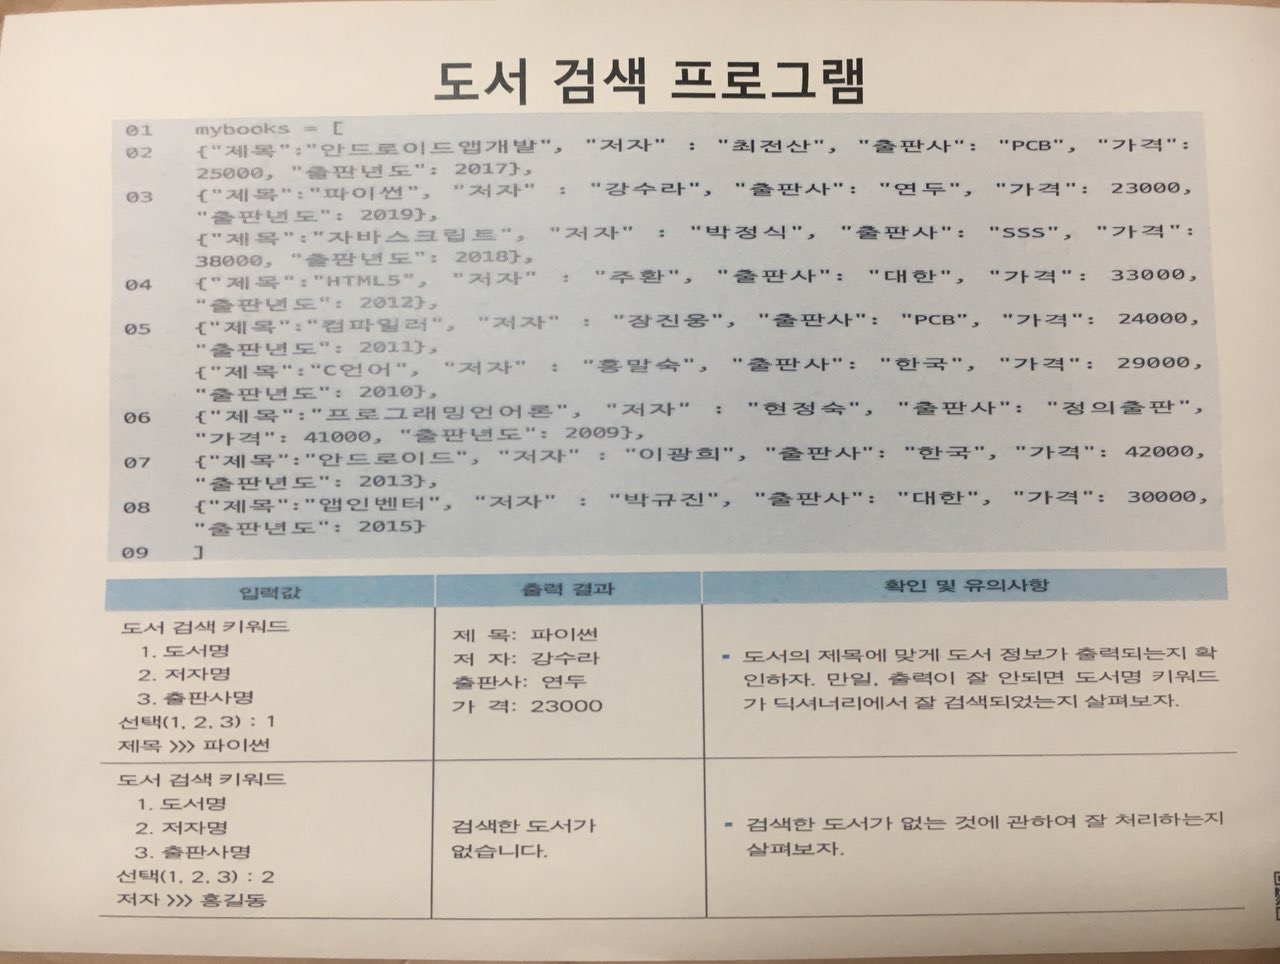 도서 검색 프로그램
01 mybooks = [
02 {"제목":"안드로이드앱개발", "저자" : "최전산", "출판사": "PCB", "가격":
25000, "출판년도": 2017},
03 {"제목":"파이썬", "저자" : "강수라", "출판사": "연두", "가격": 23000,
"출판년도": 2019},
{"제목":"자바스크립트", "저자" : "박정식", "출판사": "SSS", "가격":
38000, "출판년도": 2018},
04 {"제목":"HTML5", "저자" : "주환", "출판사": "대한", "가격": 33000,
"출판년도": 2012},
05 {"제목":"컴파일러", "저자" : "장진웅", "출판사": "PCB", "가격": 24000,
"출판년도": 2011},
{"제목":"C언어", "저자" : "홍말숙", "출판사": "한국", "가격": 29000,
"출판년도": 2010},
06 {"제목":"프로그래밍언어론", "저자" : "현정숙", "출판사": "정의출판",
"가격": 41000, "출판년도": 2009},
07 {"제목":"안드로이드", "저자" : "이광희", "출판사": "한국", "가격": 42000,
"출판년도": 2013},
08 {"제목":"앱인벤터", "저자" : "박규진", "출판사": "대한", "가격": 30000,
"출판년도": 2015}
09 ]
입력값 출력 결과 확인 및 유의사항
도서 검색 키워드
1. 도서명
2. 저자명
3. 출판사명
선택(1, 2, 3) : 1
제목 >>> 파이썬
제 목: 파이썬
저 자: 강수라
출판사: 연두
가 격: 23000
▪ 도서의 제목에 맞게 도서 정보가 출력되는지 확
인하자. 만일, 출력이 잘 안되면 도서명 키워드
가 딕셔너리에서 잘 검색되었는지 살펴보자.
도서 검색 키워드
1. 도서명
2. 저자명
3. 출판사명
선택(1, 2, 3) : 2
저자 >>> 홍길동
검색한 도서가
없습니다.
▪ 검색한 도서가 없는 것에 관하여 잘 처리하는지
살펴보자.